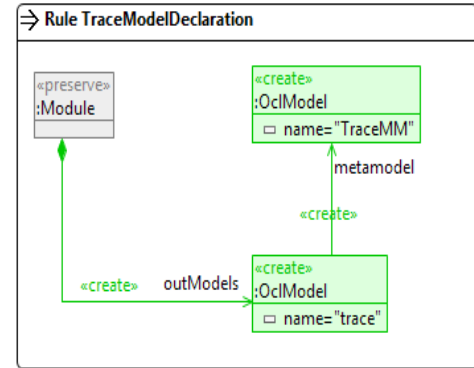 Rule TraceModelDeclaration
«preserve»
:Module
«create»
:OclModel
name="TraceMM"
metamodel
«create»
«create»
outModels
«create»
:OclModel
name="trace"